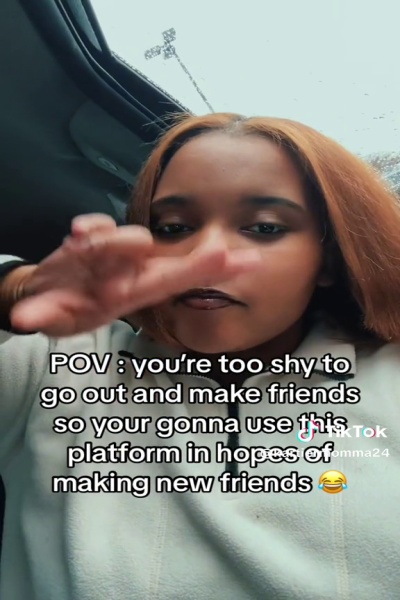 POV : you're too shy to
go out and make friends
so your gonna use this
platform in hopes of
making new friends 😂
TikTok